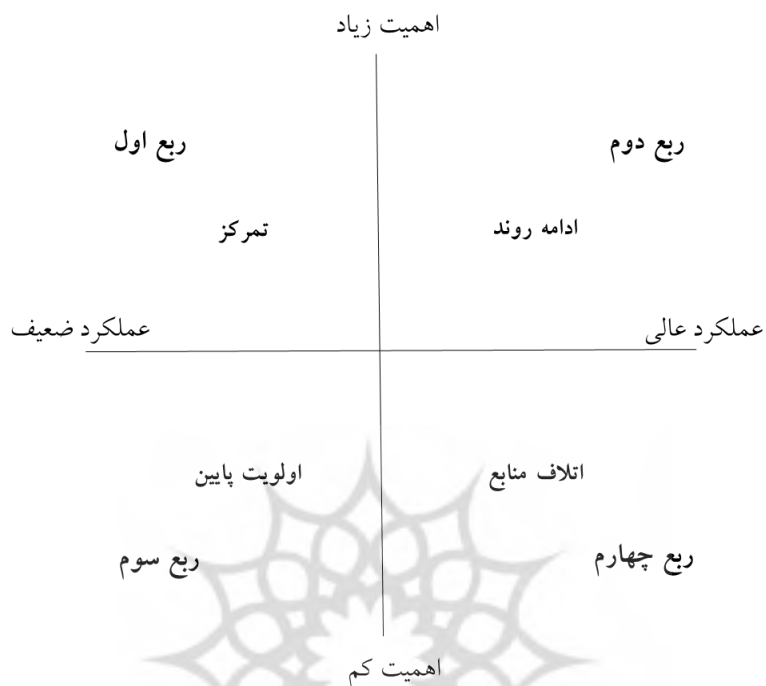 اهمیت زیاد
ربع دوم
ربع اول
ادامه روند
تمرکز
عملکرد عالی
عملکرد ضعیف
اتلاف منابع
اولویت پایین
ربع چهارم
ربع سوم
اهمیت کم